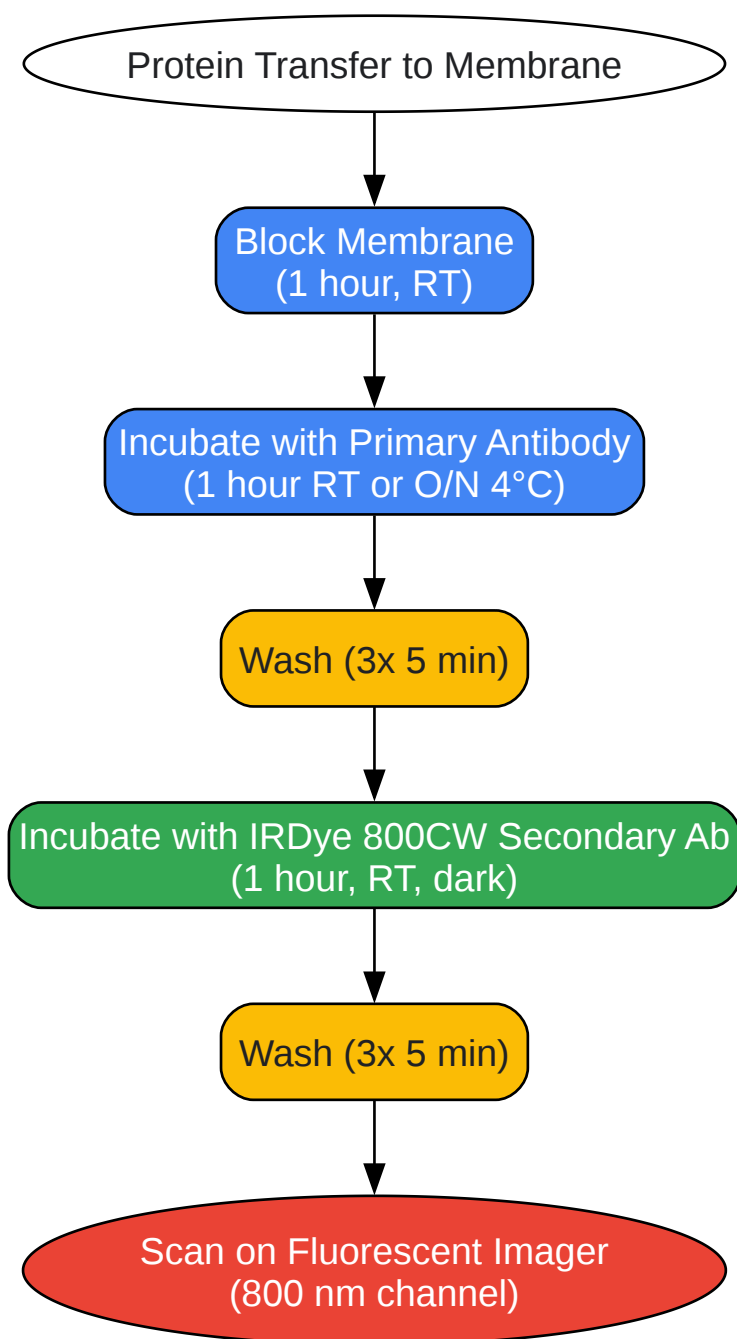 Protein Transfer to Membrane
Block Membrane
(1 hour, RT)
Incubate with Primary Antibody
(1 hour RT or O/N 4°C)
Wash (3x 5 min)
Incubate with IRDye 800CW Secondary Ab
(1 hour, RT, dark)
Wash (3x 5 min)
Scan on Fluorescent Imager
(800 nm channel)